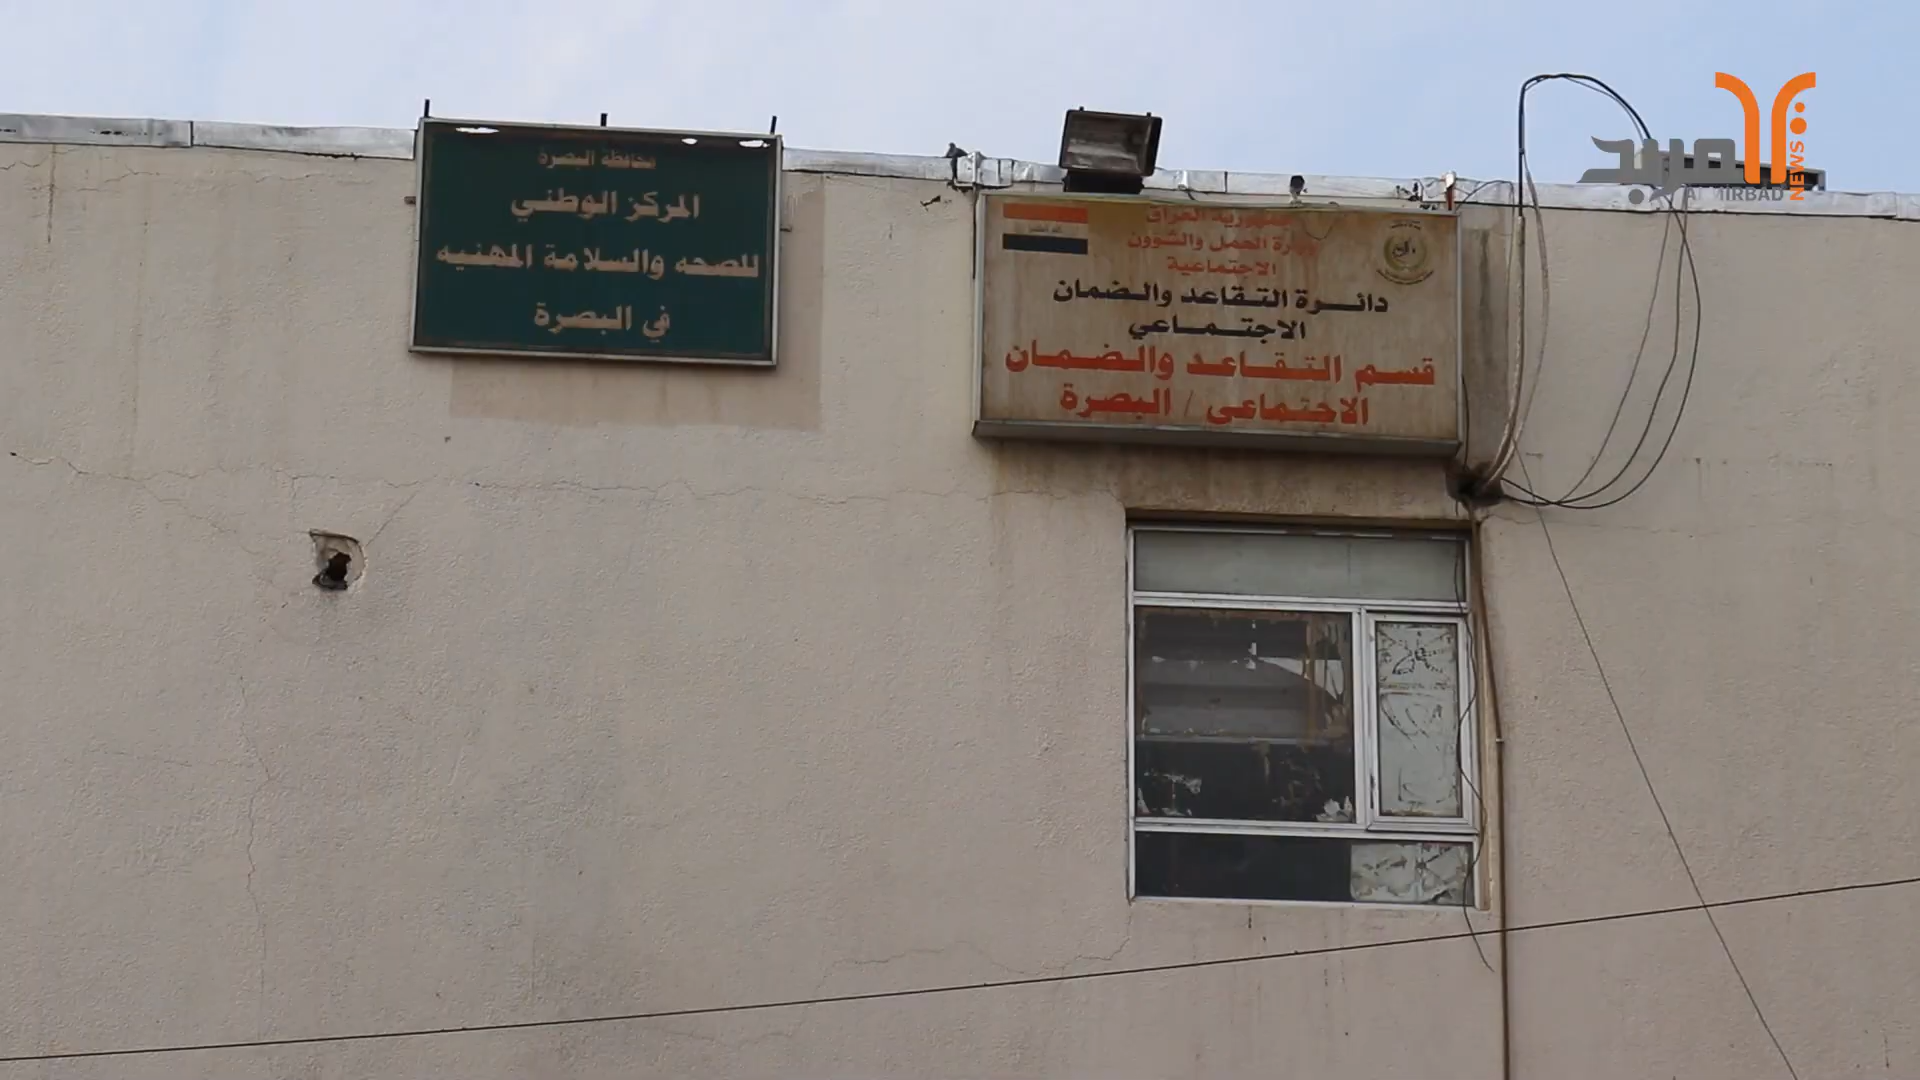 محافظة البصرة
المركز الوطني
للصحه والسلامة المهنيه
في البصرة
جمهورية العراق
وزارة العمل والشؤون
الاجتماعية
دائرة التقاعد والضمان
الاجتماعي
قسم التقاعد والضمان
الاجتماعي / البصرة
المربد
ALMIRBAD
NEWS